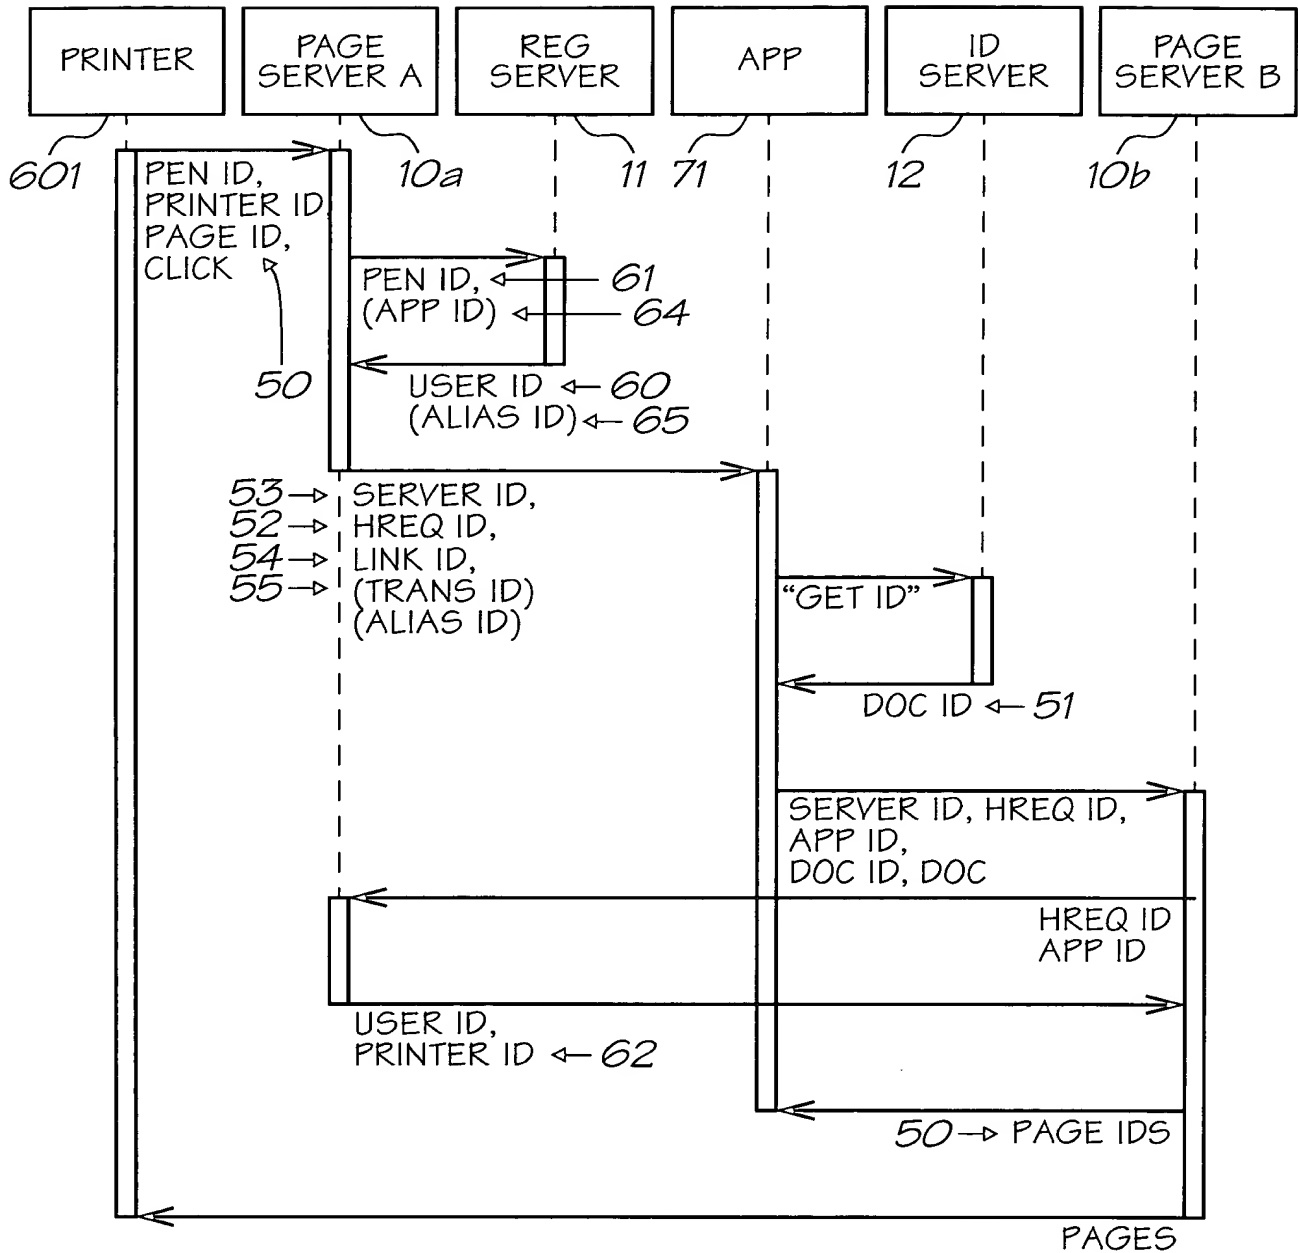 PRINTER
PAGE
SERVER A
REG
SERVER
APP
ID
SERVER
PAGE
SERVER B
601
10a
11
71
12
10b
PEN ID,
PRINTER ID
PAGE ID,
CLICK
50
PEN ID,
61
(APP ID)
64
USER ID
60
(ALIAS ID)
65
53
SERVER ID,
52
HREQ ID,
54
LINK ID,
55
(TRANS ID)
(ALIAS ID)
“GET ID”
DOC ID
51
SERVER ID, HREQ ID,
APP ID,
DOC ID, DOC
HREQ ID
APP ID
USER ID,
PRINTER ID
62
50
PAGE IDS
PAGES